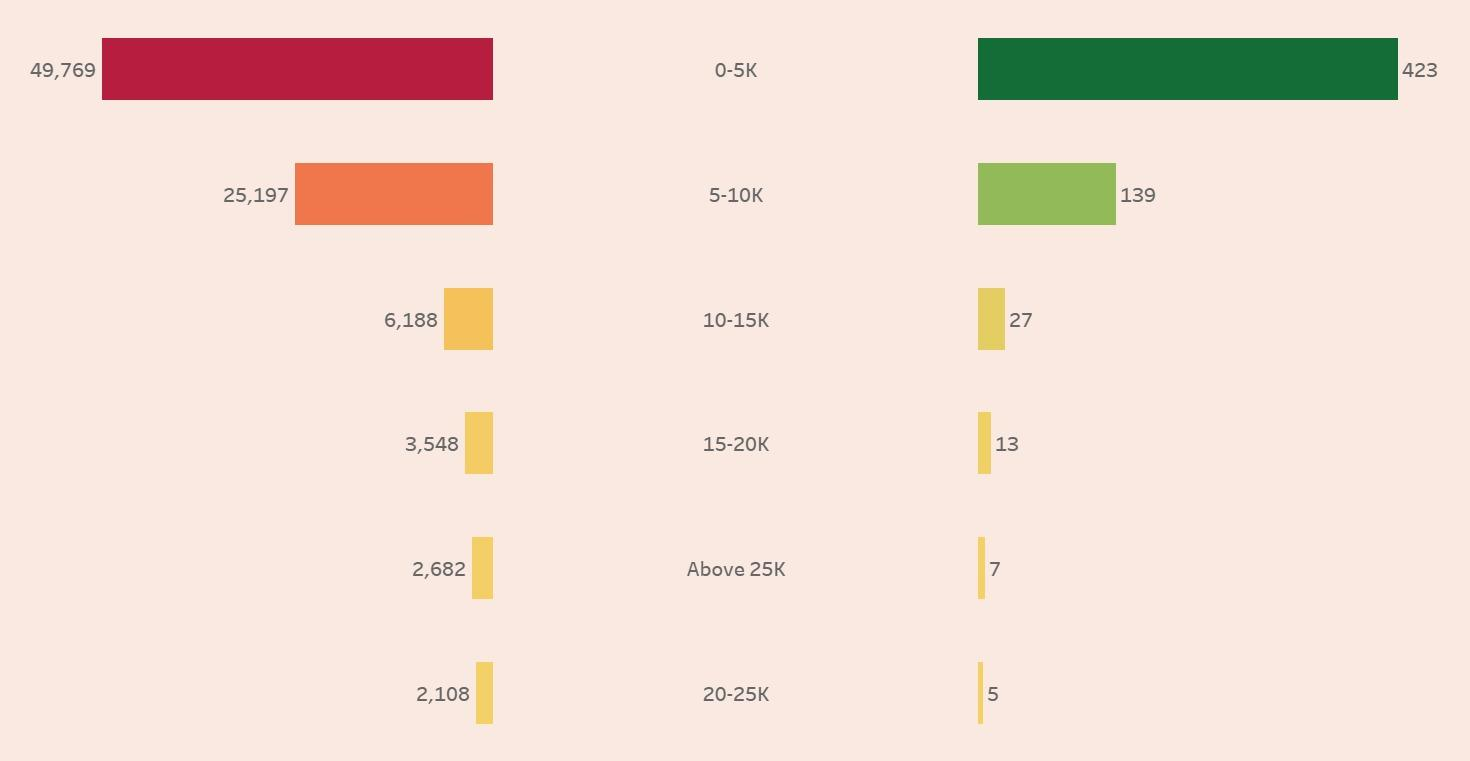 49,769 0-5K 423
25,197 5-10K 139
6,188 10-15K 27
3,548 15-20K 13
2,682 Above 25K 7
2,108 20-25K 5